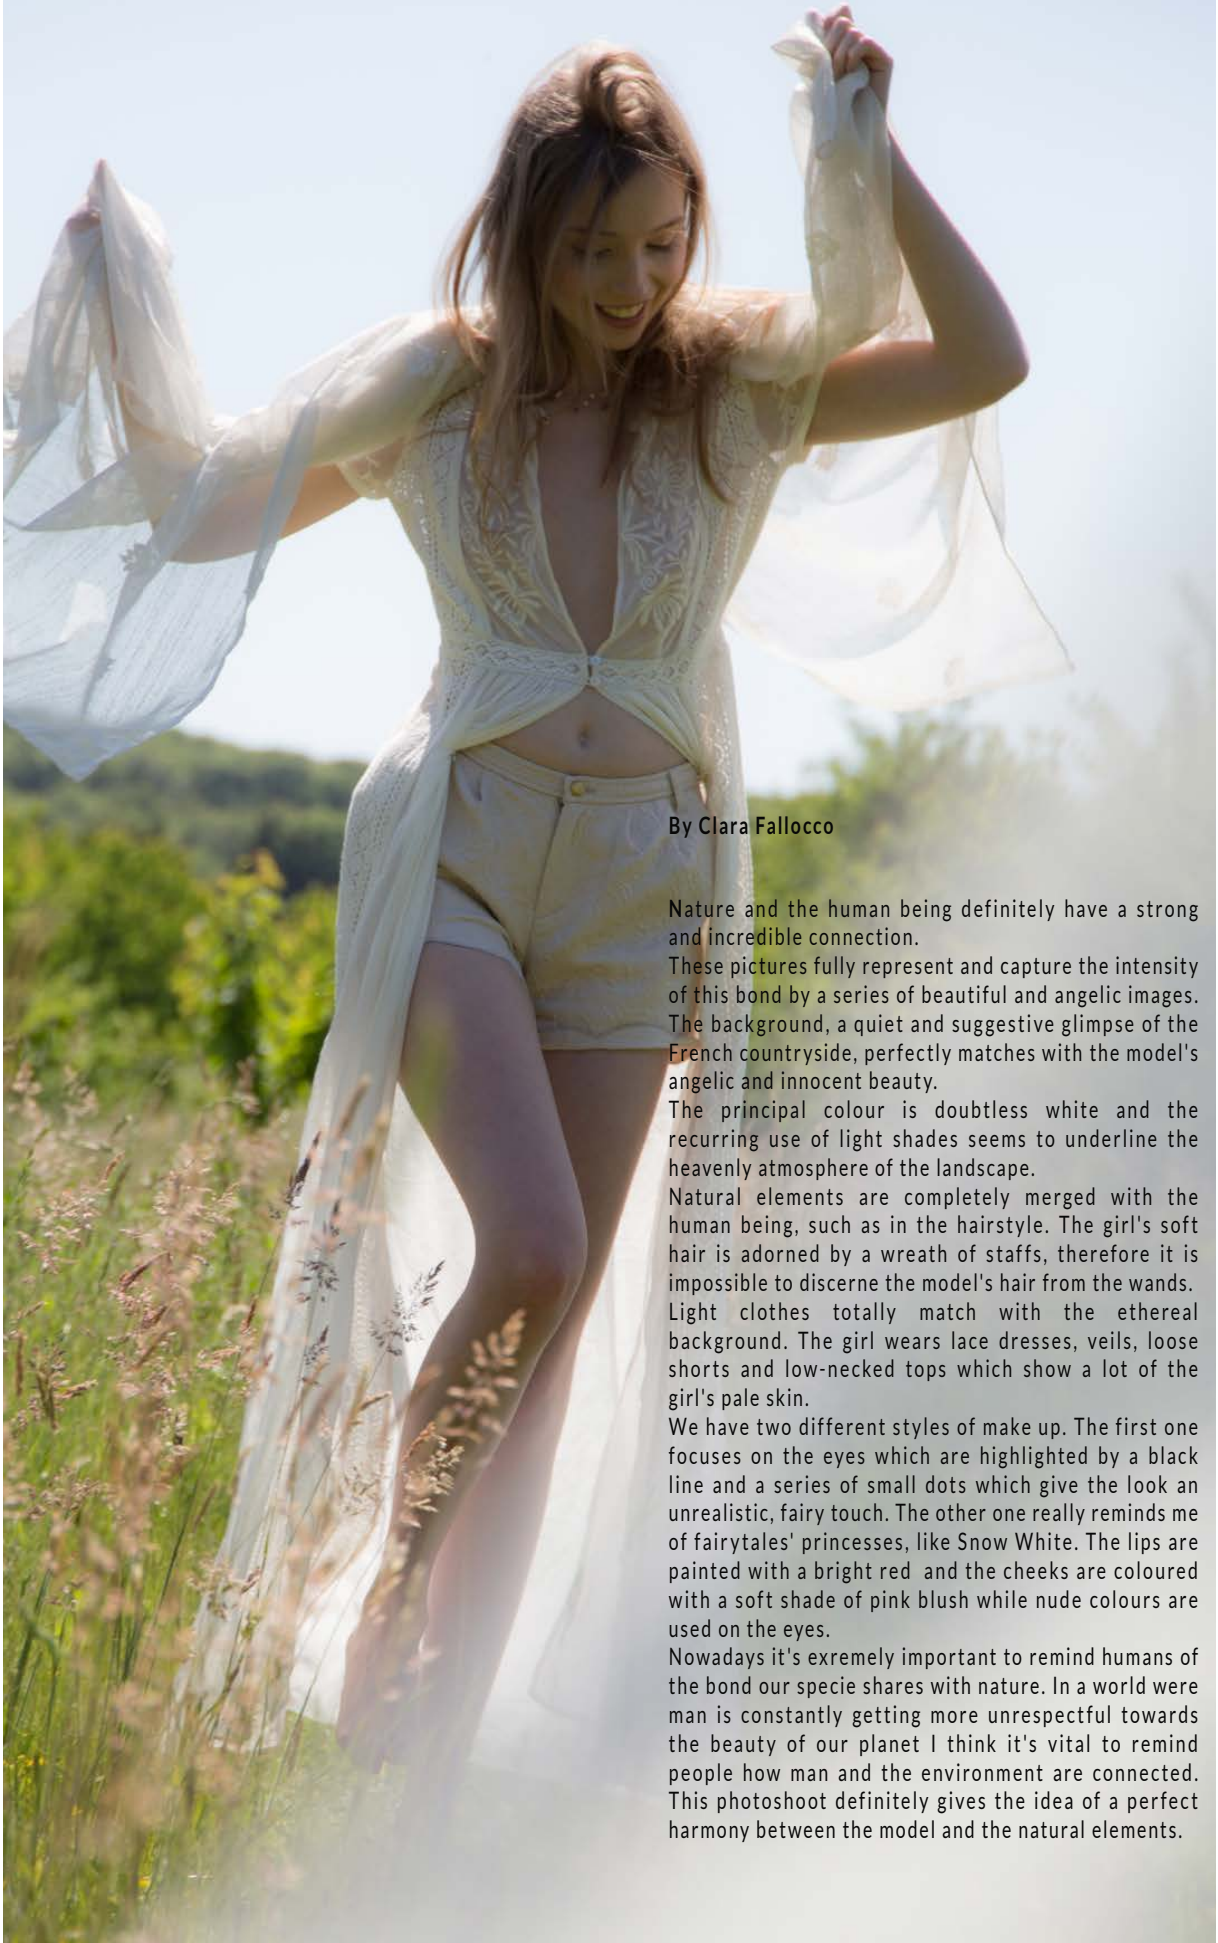 By Clara Fallocco
Nature and the human being definitely have a strong
and incredible connection.
These pictures fully represent and capture the intensity
of this bond by a series of beautiful and angelic images.
The background, a quiet and suggestive glimpse of the
French countryside, perfectly matches with the model's
angelic and innocent beauty.
The principal colour is doubtless white and the
recurring use of light shades seems to underline the
heavenly atmosphere of the landscape.
Natural elements are completely merged with the
human being, such as in the hairstyle. The girl's soft
hair is adorned by a wreath of staffs, therefore it is
impossible to discerne the model's hair from the wands.
Light clothes totally match with the ethereal
background. The girl wears lace dresses, veils, loose
shorts and low-necked tops which show a lot of the
girl's pale skin.
We have two different styles of make up. The first one
focuses on the eyes which are highlighted by a black
line and a series of small dots which give the look an
unrealistic, fairy touch. The other one really reminds me
of fairytales' princesses, like Snow White. The lips are
painted with a bright red  and the cheeks are coloured
with a soft shade of pink blush while nude colours are
used on the eyes.
Nowadays it's exremely important to remind humans of
the bond our specie shares with nature. In a world were
man is constantly getting more unrespectful towards
the beauty of our planet I think it's vital to remind
people how man and the environment are connected.
This photoshoot definitely gives the idea of a perfect
harmony between the model and the natural elements.